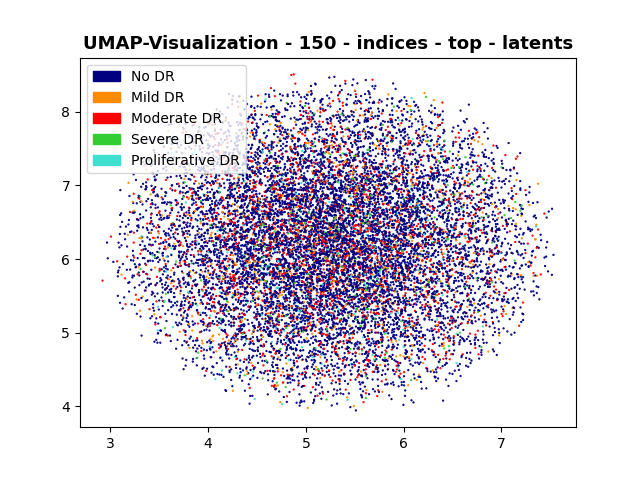 UMAP-Visualization - 150 - indices - top - latents
No DR
Mild DR
Moderate DR
Severe DR
Proliferative DR
8
7
6
5
4
3 4 5 6 7